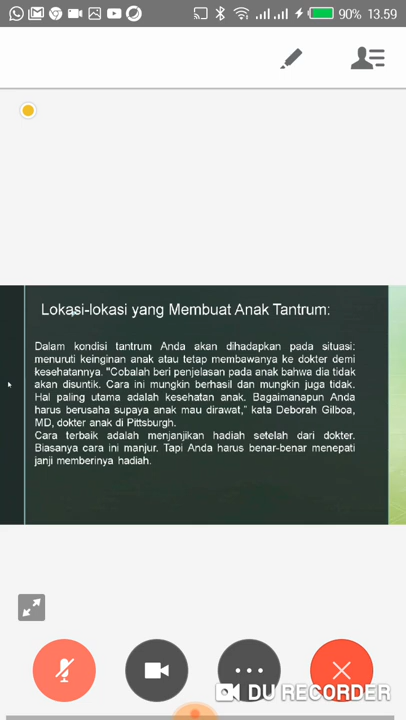 90% 13.59
Lokasi-lokasi yang Membuat Anak Tantrum:
Dalam kondisi tantrum Anda akan dihadapkan pada situasi:
menuruti keinginan anak atau tetap membawanya ke dokter demi
kesehatannya. "Cobalah beri penjelasan pada anak bahwa dia tidak
akan disuntik. Cara ini mungkin berhasil dan mungkin juga tidak.
Hal paling utama adalah kesehatan anak. Bagaimanapun Anda
harus berusaha supaya anak mau dirawat," kata Deborah Gilboa,
MD, dokter anak di Pittsburgh.
Cara terbaik adalah menjanjikan hadiah setelah dari dokter.
Biasanya cara ini manjur. Tapi Anda harus benar-benar menepati
janji memberinya hadiah.
DU RECORDER